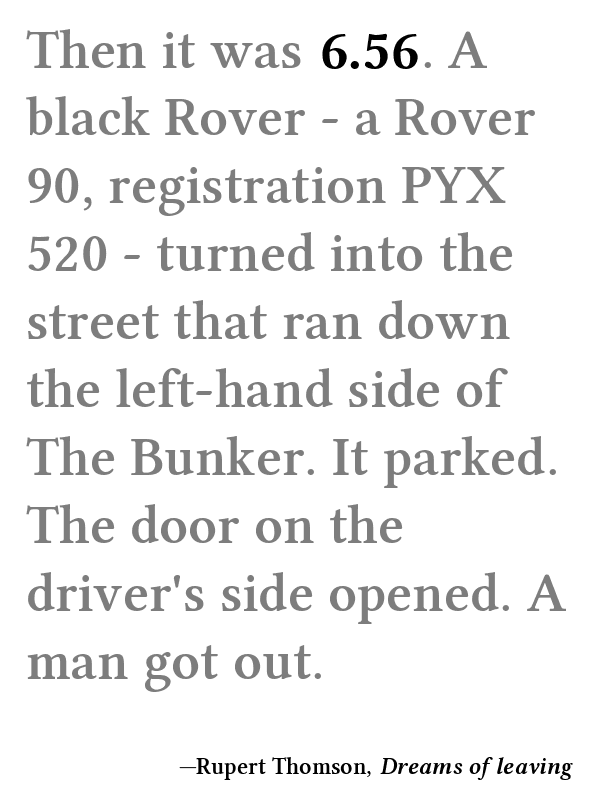 Then it was 6.56. A
black Rover - a Rover
90, registration PYX
520 - turned into the
street that ran down
the left-hand side of
The Bunker. It parked.
The door on the
driver's side opened. A
man got out.
—Rupert Thomson, Dreams of leaving